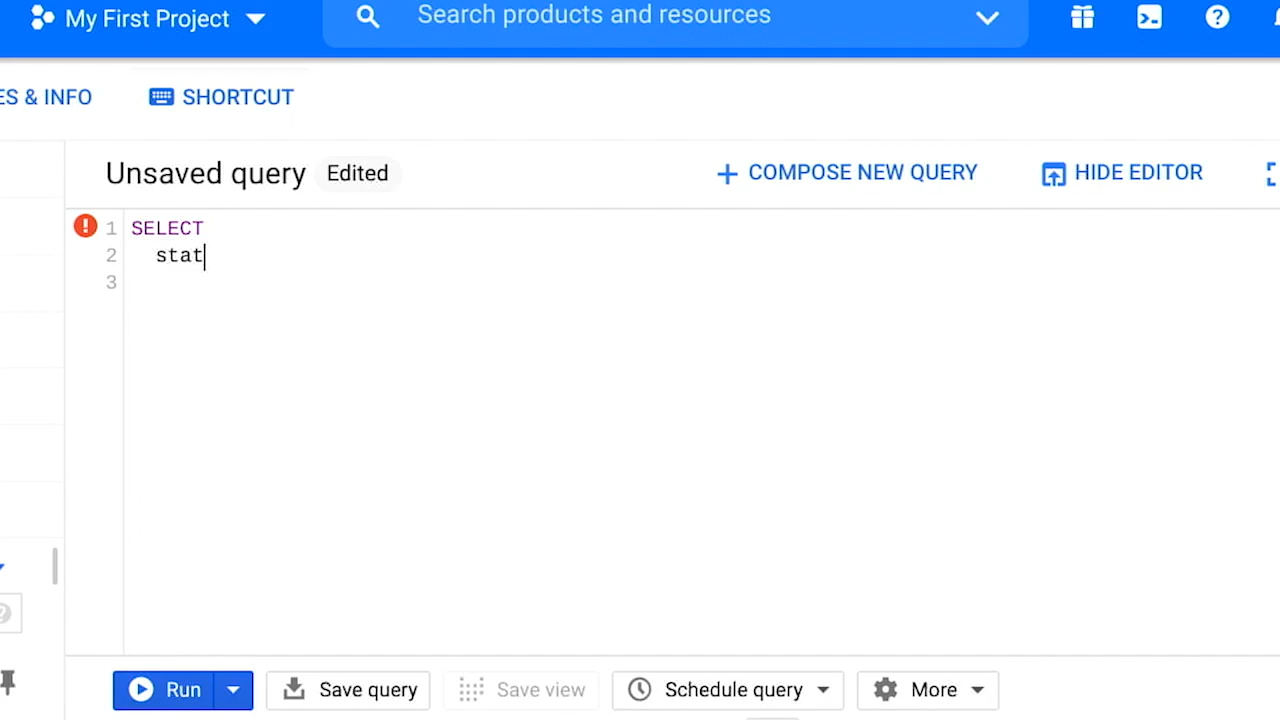 My First Project
Search products and resources
ES & INFO
SHORTCUT
Unsaved query
Edited
COMPOSE NEW QUERY
HIDE EDITOR
1 SELECT
2 stat
3
Run
Save query
Save view
Schedule query
More